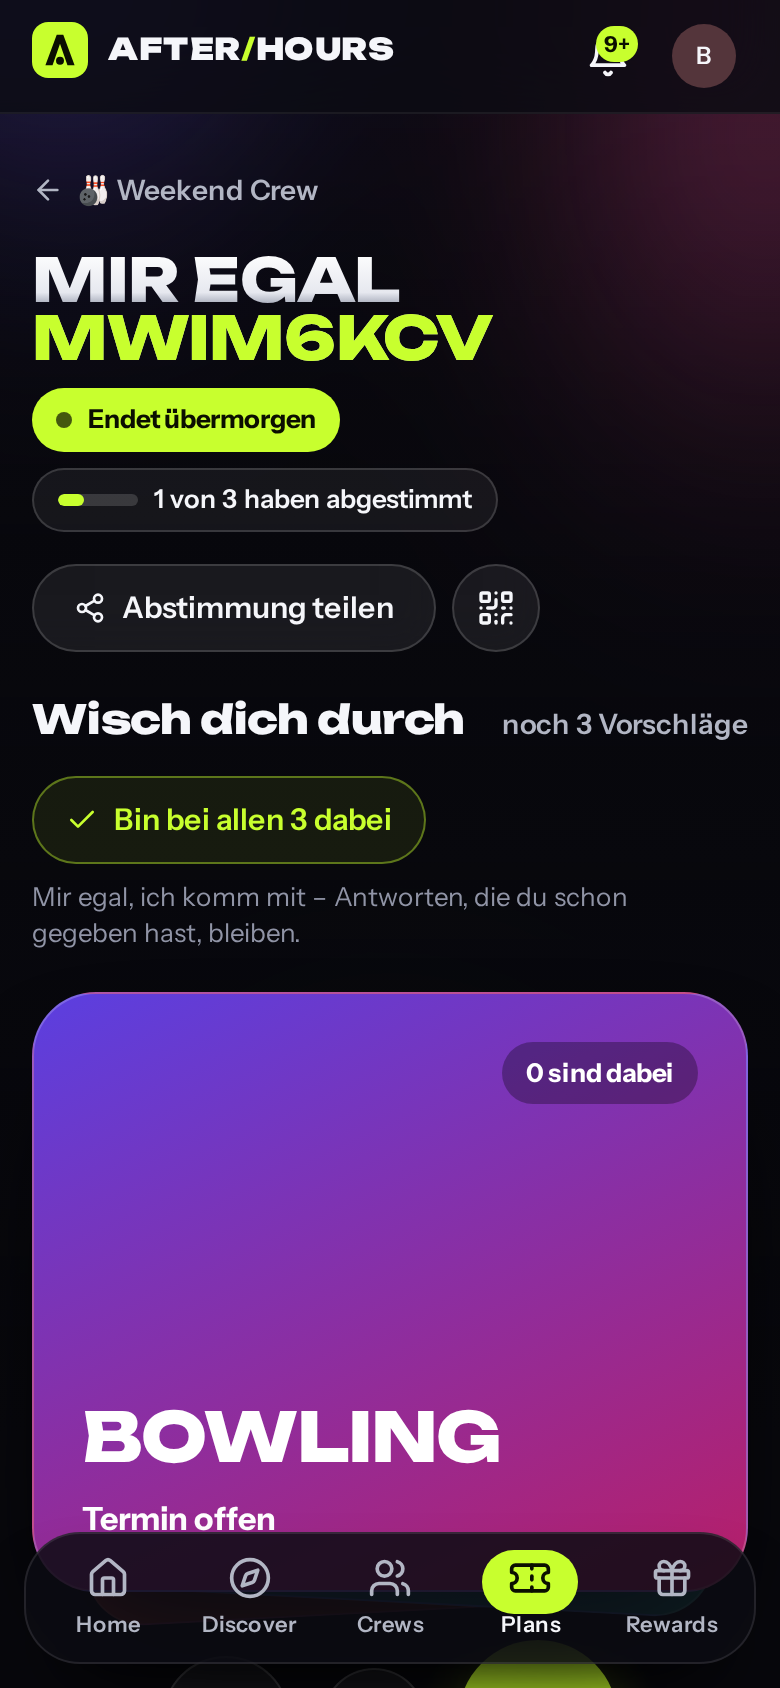 AFTER/HOURS
9+
B
Weekend Crew
MIR EGAL
MWIM6KCV
Endet übermorgen
1 von 3 haben abgestimmt
Abstimmung teilen
Wisch dich durch
noch 3 Vorschläge
Bin bei allen 3 dabei
Mir egal, ich komm mit – Antworten, die du schon
gegeben hast, bleiben.
0 sind dabei
BOWLING
Termin offen
Home
Discover
Crews
Plans
Rewards